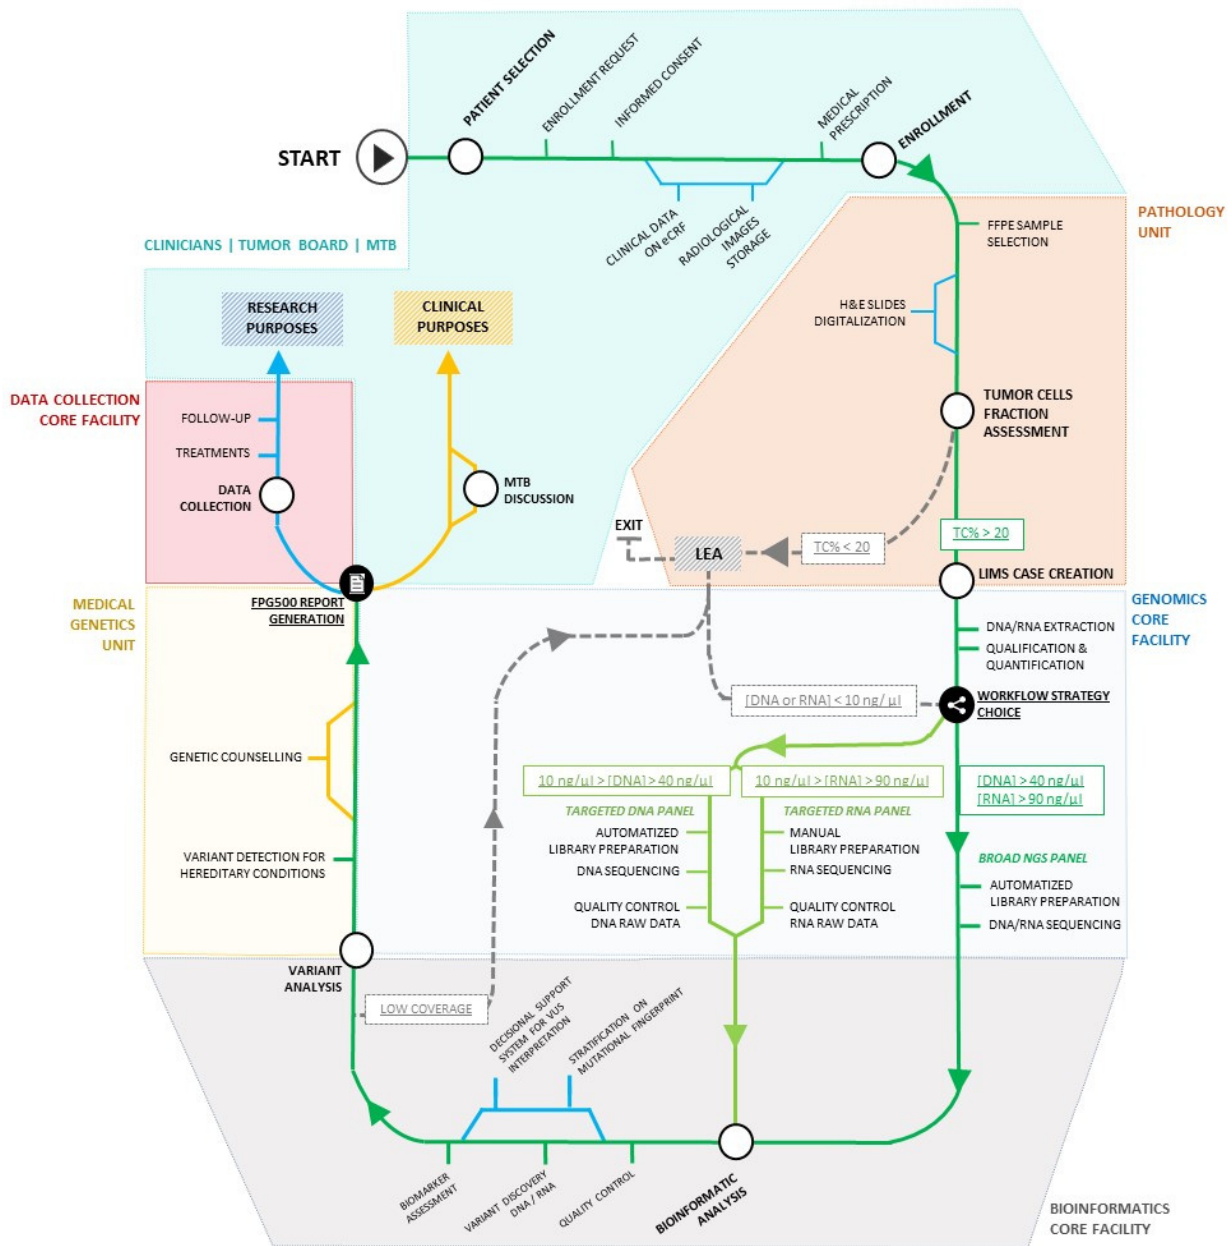 PATIENT SELECTION
ENROLLMENT REQUEST
INFORMED CONSENT
MEDICAL
PRESCRIPTION
ENROLLMENT
START
CLINICAL DATA
ON eCRF
RADIOLOGICAL
IMAGES
STORAGE
PATHOLOGY
UNIT
FFPE SAMPLE
SELECTION
CLINICIANS | TUMOR BOARD | MTB
H&E SLIDES
DIGITALIZATION
RESEARCH
PURPOSES
CLINICAL
PURPOSES
DATA COLLECTION
CORE FACILITY
FOLLOW-UP
TREATMENTS
DATA
COLLECTION
MTB
DISCUSSION
TUMOR CELLS
FRACTION
ASSESSMENT
EXIT
LEA
TC% < 20
TC% > 20
LIMS CASE CREATION
FPG500 REPORT
GENERATION
MEDICAL
GENETICS
UNIT
GENOMICS
CORE
FACILITY
DNA/RNA EXTRACTION
QUALIFICATION &
QUANTIFICATION
[DNA or RNA] < 10 ng/ µl
WORKFLOW STRATEGY
CHOICE
GENETIC COUNSELLING
10 ng/µl > [DNA] > 40 ng/µl
10 ng/µl > [RNA] > 90 ng/µl
[DNA] > 40 ng/µl
[RNA] > 90 ng/µl
TARGETED DNA PANEL
AUTOMATIZED
LIBRARY PREPARATION
DNA SEQUENCING
QUALITY CONTROL
DNA RAW DATA
TARGETED RNA PANEL
MANUAL
LIBRARY PREPARATION
RNA SEQUENCING
QUALITY CONTROL
RNA RAW DATA
BROAD NGS PANEL
AUTOMATIZED
LIBRARY PREPARATION
DNA/RNA SEQUENCING
VARIANT DETECTION FOR
HEREDITARY CONDITIONS
VARIANT
ANALYSIS
LOW COVERAGE
DECISIONAL SUPPORT
SYSTEM FOR VUS
INTERPRETATION
STRATIFICATION ON
MUTATIONAL FINGERPRINT
BIOMARKER
ASSESSMENT
VARIANT DISCOVERY
DNA / RNA
QUALITY CONTROL
BIOINFORMATIC
ANALYSIS
BIOINFORMATICS
CORE FACILITY